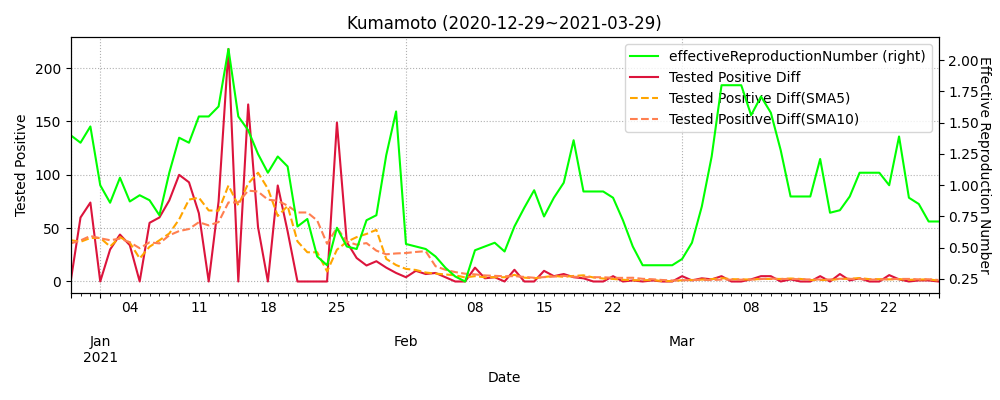 Kumamoto (2020-12-29~2021-03-29)
effectiveReproductionNumber (right)
Tested Positive Diff
Tested Positive Diff(SMA5)
Tested Positive Diff(SMA10)
Tested Positive
200
150
100
50
0
Effective Reproduction Number
2.00
1.75
1.50
1.25
1.00
0.75
0.50
0.25
04 11 18 25 08 15 22 08 15 22
Jan Feb Mar
2021
Date